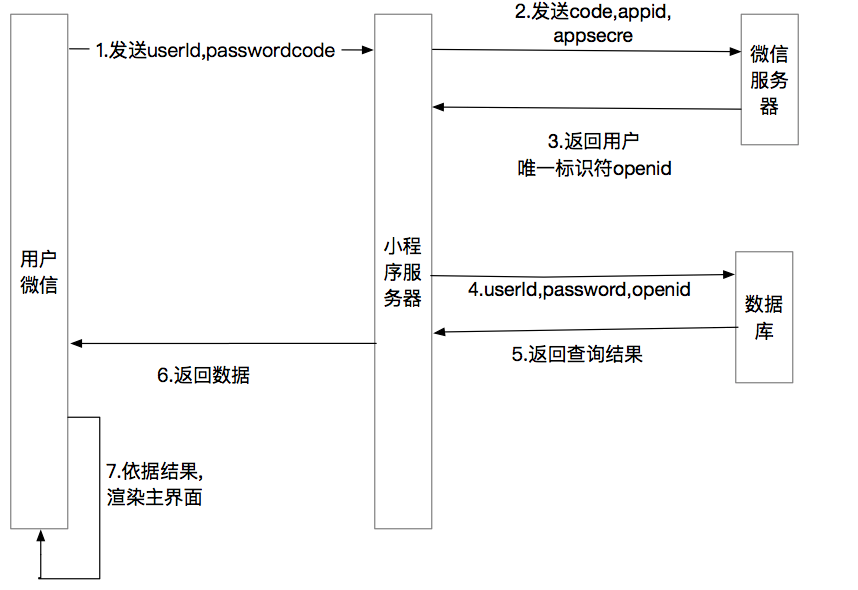 2.发送code,appid,
appsecre
1.发送userId,passwordcode
微信
服务
器
3.返回用户
唯一标识符openid
用户
微信
小程
序服
务器
4.userId,password,openid
数据
库
5.返回查询结果
6.返回数据
7.依据结果,
渲染主界面